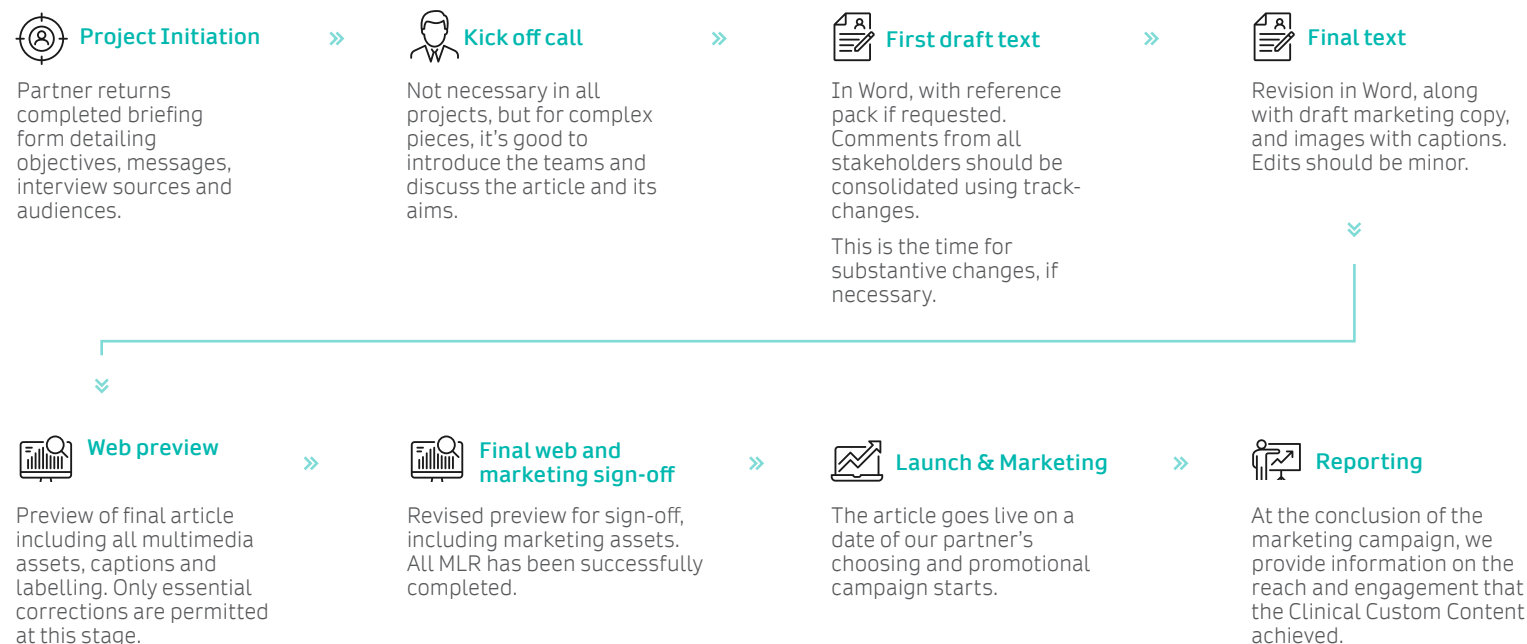 Project Initiation
Partner returns
completed briefing
form detailing
objectives, messages,
interview sources and
audiences.
Kick off call
Not necessary in all
projects, but for complex
pieces, it’s good to
introduce the teams and
discuss the article and its
aims.
First draft text
In Word, with reference
pack if requested.
Comments from all
stakeholders should be
consolidated using track-
changes.
This is the time for
substantive changes, if
necessary.
Final text
Revision in Word, along
with draft marketing copy,
and images with captions.
Edits should be minor.
Web preview
Preview of final article
including all multimedia
assets, captions and
labelling. Only essential
corrections are permitted
at this stage.
Final web and
marketing sign-off
Revised preview for sign-off,
including marketing assets.
All MLR has been successfully
completed.
Launch & Marketing
The article goes live on a
date of our partner’s
choosing and promotional
campaign starts.
Reporting
At the conclusion of the
marketing campaign, we
provide information on the
reach and engagement that
the Clinical Custom Content
achieved.